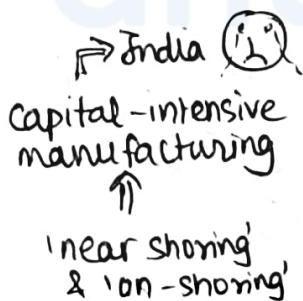 India
capital-intensive
manufacturing
'near shoring'
& 'on-shoring'